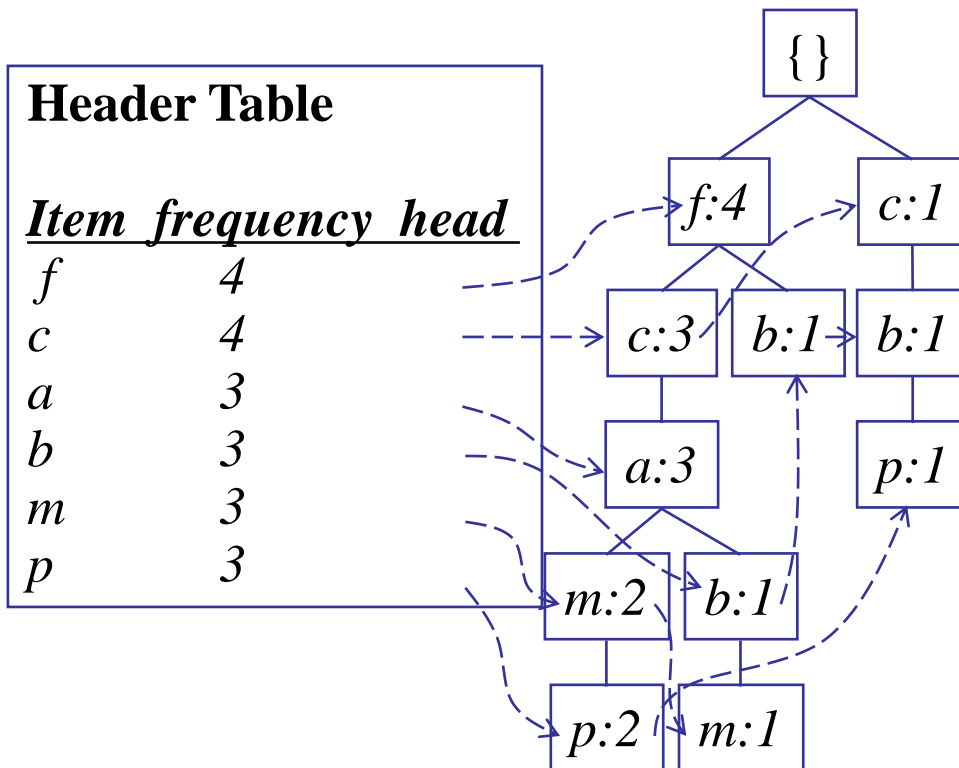 Header Table
Item frequency head
f 4
c 4
a 3
b 3
m 3
p 3
{}
f:4 c:1
c:3 b:1 b:1
a:3 p:1
m:2 b:1
p:2 m:1